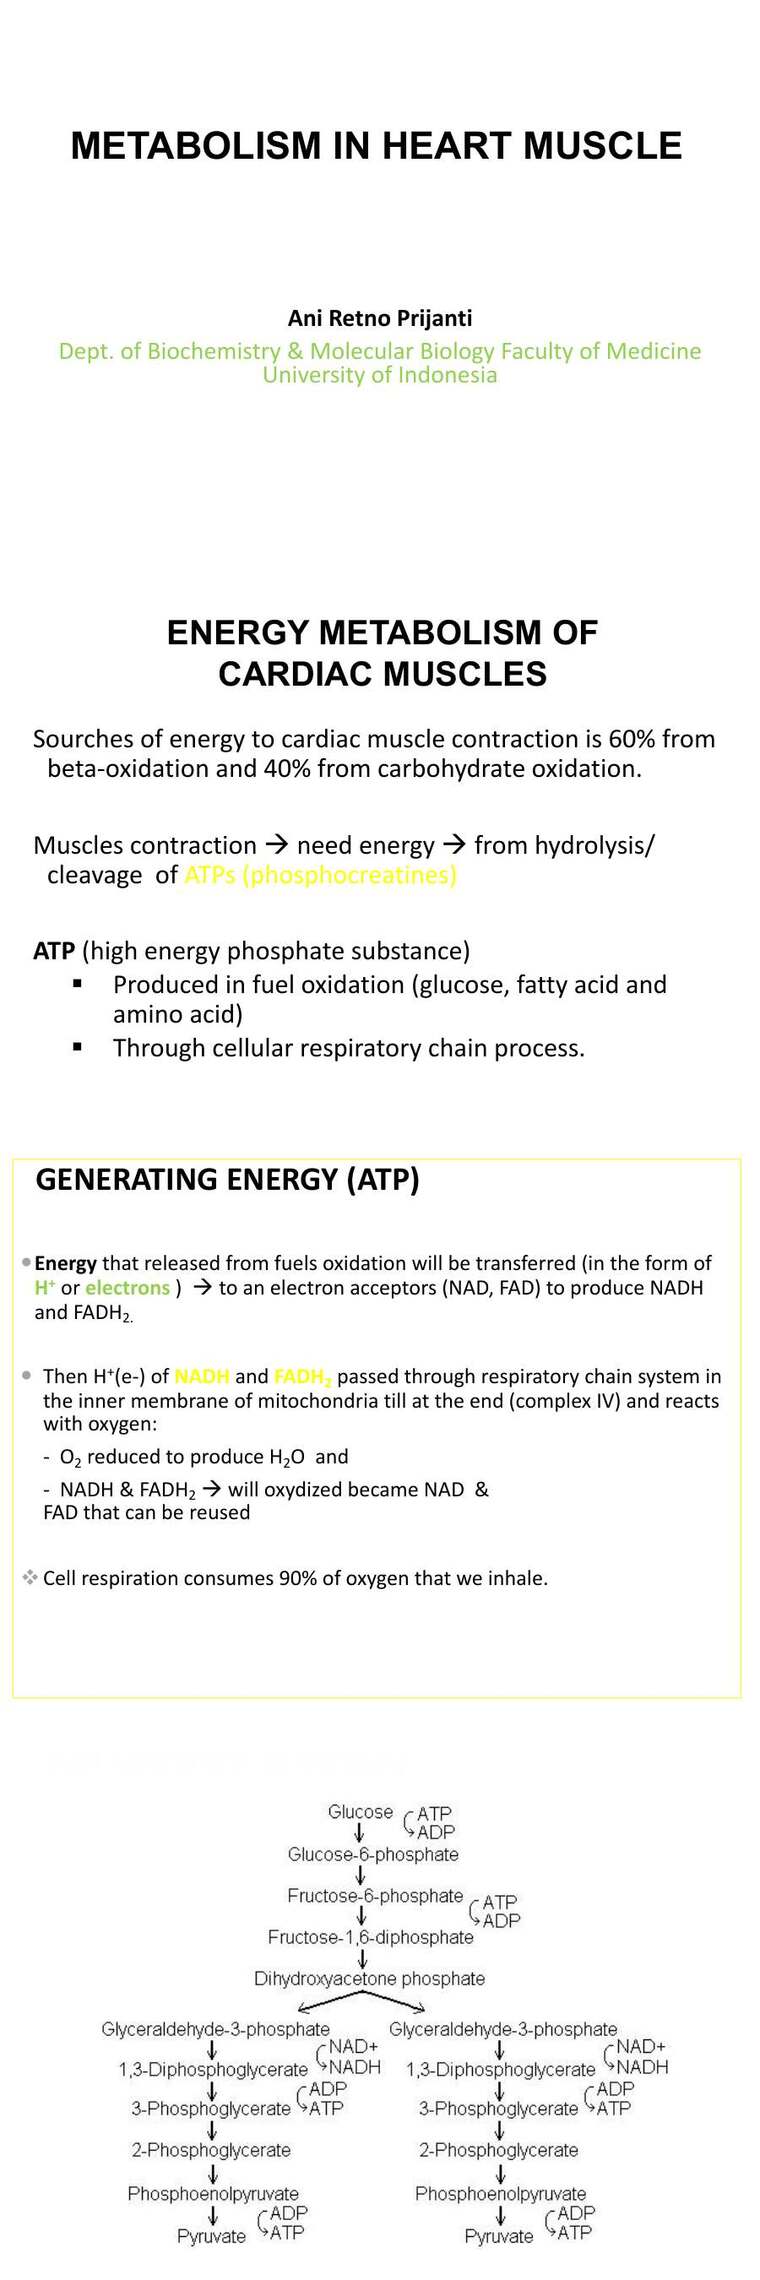 METABOLISM IN HEART MUSCLE
Ani Retno Prijanti
Dept. of Biochemistry & Molecular Biology Faculty of Medicine
University of Indonesia
ENERGY METABOLISM OF
CARDIAC MUSCLES
Sourches of energy to cardiac muscle contraction is 60% from
beta-oxidation and 40% from carbohydrate oxidation.
Muscles contraction → need energy → from hydrolysis/
cleavage of ATPs (phosphocreatines)
ATP (high energy phosphate substance)
▪ Produced in fuel oxidation (glucose, fatty acid and
amino acid)
▪ Through cellular respiratory chain process.
GENERATING ENERGY (ATP)
• Energy that released from fuels oxidation will be transferred (in the form of
H⁺ or electrons ) → to an electron acceptors (NAD, FAD) to produce NADH
and FADH₂.
• Then H⁺(e-) of NADH and FADH₂ passed through respiratory chain system in
the inner membrane of mitochondria till at the end (complex IV) and reacts
with oxygen:
- O₂ reduced to produce H₂O and
- NADH & FADH₂ → will oxydized became NAD &
FAD that can be reused
❖ Cell respiration consumes 90% of oxygen that we inhale.
Glucose ATP
ADP
Glucose-6-phosphate
Fructose-6-phosphate ATP
ADP
Fructose-1,6-diphosphate
Dihydroxyacetone phosphate
Glyceraldehyde-3-phosphate Glyceraldehyde-3-phosphate
NAD+ NAD+
1,3-Diphosphoglycerate NADH 1,3-Diphosphoglycerate NADH
ADP ADP
3-Phosphoglycerate ATP 3-Phosphoglycerate ATP
2-Phosphoglycerate 2-Phosphoglycerate
Phosphoenolpyruvate Phosphoenolpyruvate
ADP ADP
Pyruvate ATP Pyruvate ATP